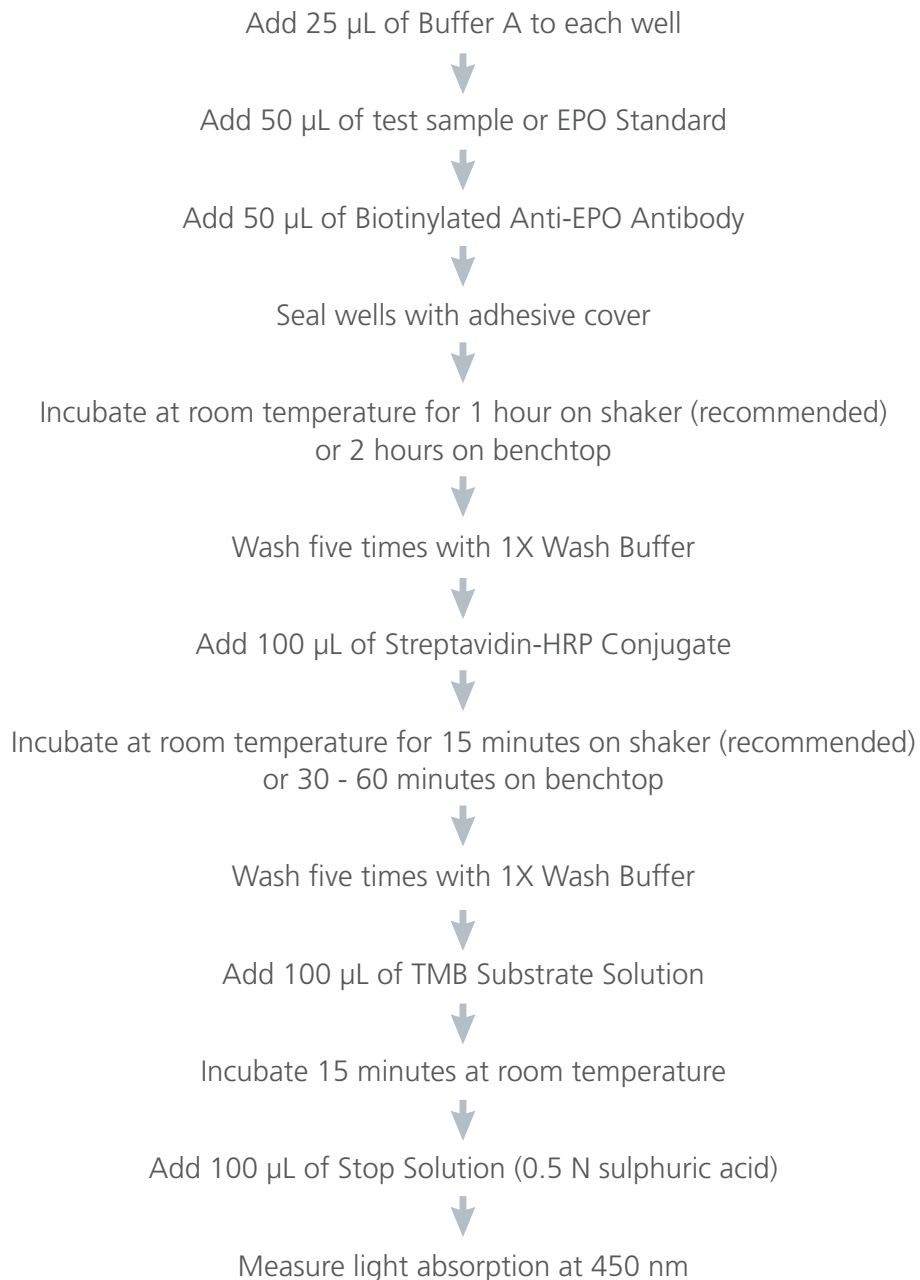 Add 25 µL of Buffer A to each well
Add 50 µL of test sample or EPO Standard
Add 50 µL of Biotinylated Anti-EPO Antibody
Seal wells with adhesive cover
Incubate at room temperature for 1 hour on shaker (recommended)
or 2 hours on benchtop
Wash five times with 1X Wash Buffer
Add 100 µL of Streptavidin-HRP Conjugate
Incubate at room temperature for 15 minutes on shaker (recommended)
or 30 - 60 minutes on benchtop
Wash five times with 1X Wash Buffer
Add 100 µL of TMB Substrate Solution
Incubate 15 minutes at room temperature
Add 100 µL of Stop Solution (0.5 N sulphuric acid)
Measure light absorption at 450 nm